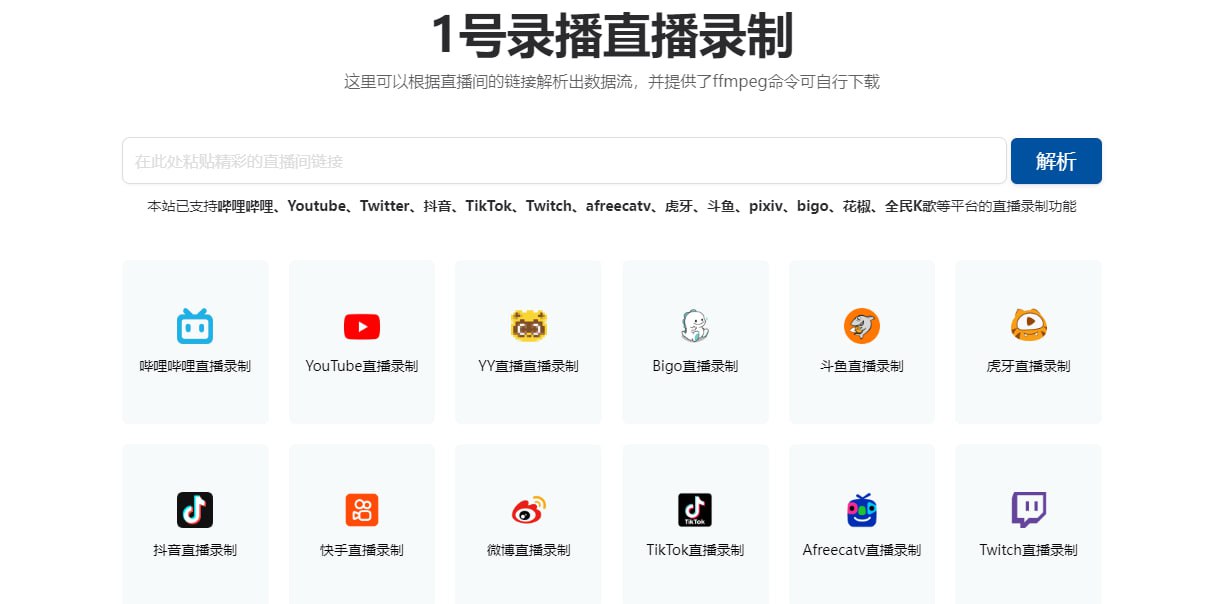 1号录播直播录制
这里可以根据直播间的链接解析出数据流，并提供了ffmpeg命令可自行下载
在此处粘贴精彩的直播间链接
解析
本站已支持哔哩哔哩、Youtube、Twitter、抖音、TikTok、Twitch、afreecatv、虎牙、斗鱼、pixiv、bigo、花椒、全民K歌等平台的直播录制功能
哔哩哔哩直播录制
YouTube直播录制
YY直播直播录制
Bigo直播录制
斗鱼直播录制
虎牙直播录制
TikTok
抖音直播录制
快手直播录制
微博直播录制
TikTok直播录制
Afreecatv直播录制
Twitch直播录制